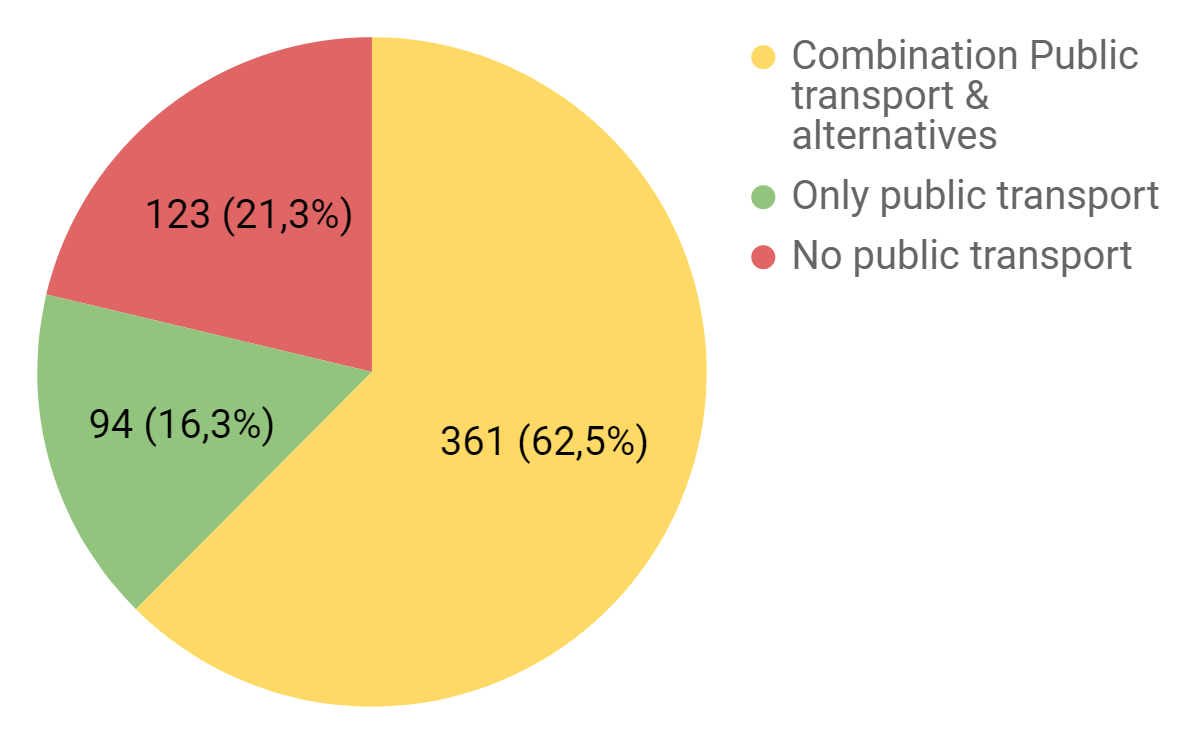 Combination Public
transport &
alternatives
Only public transport
No public transport
123 (21,3%)
94 (16,3%)
361 (62,5%)